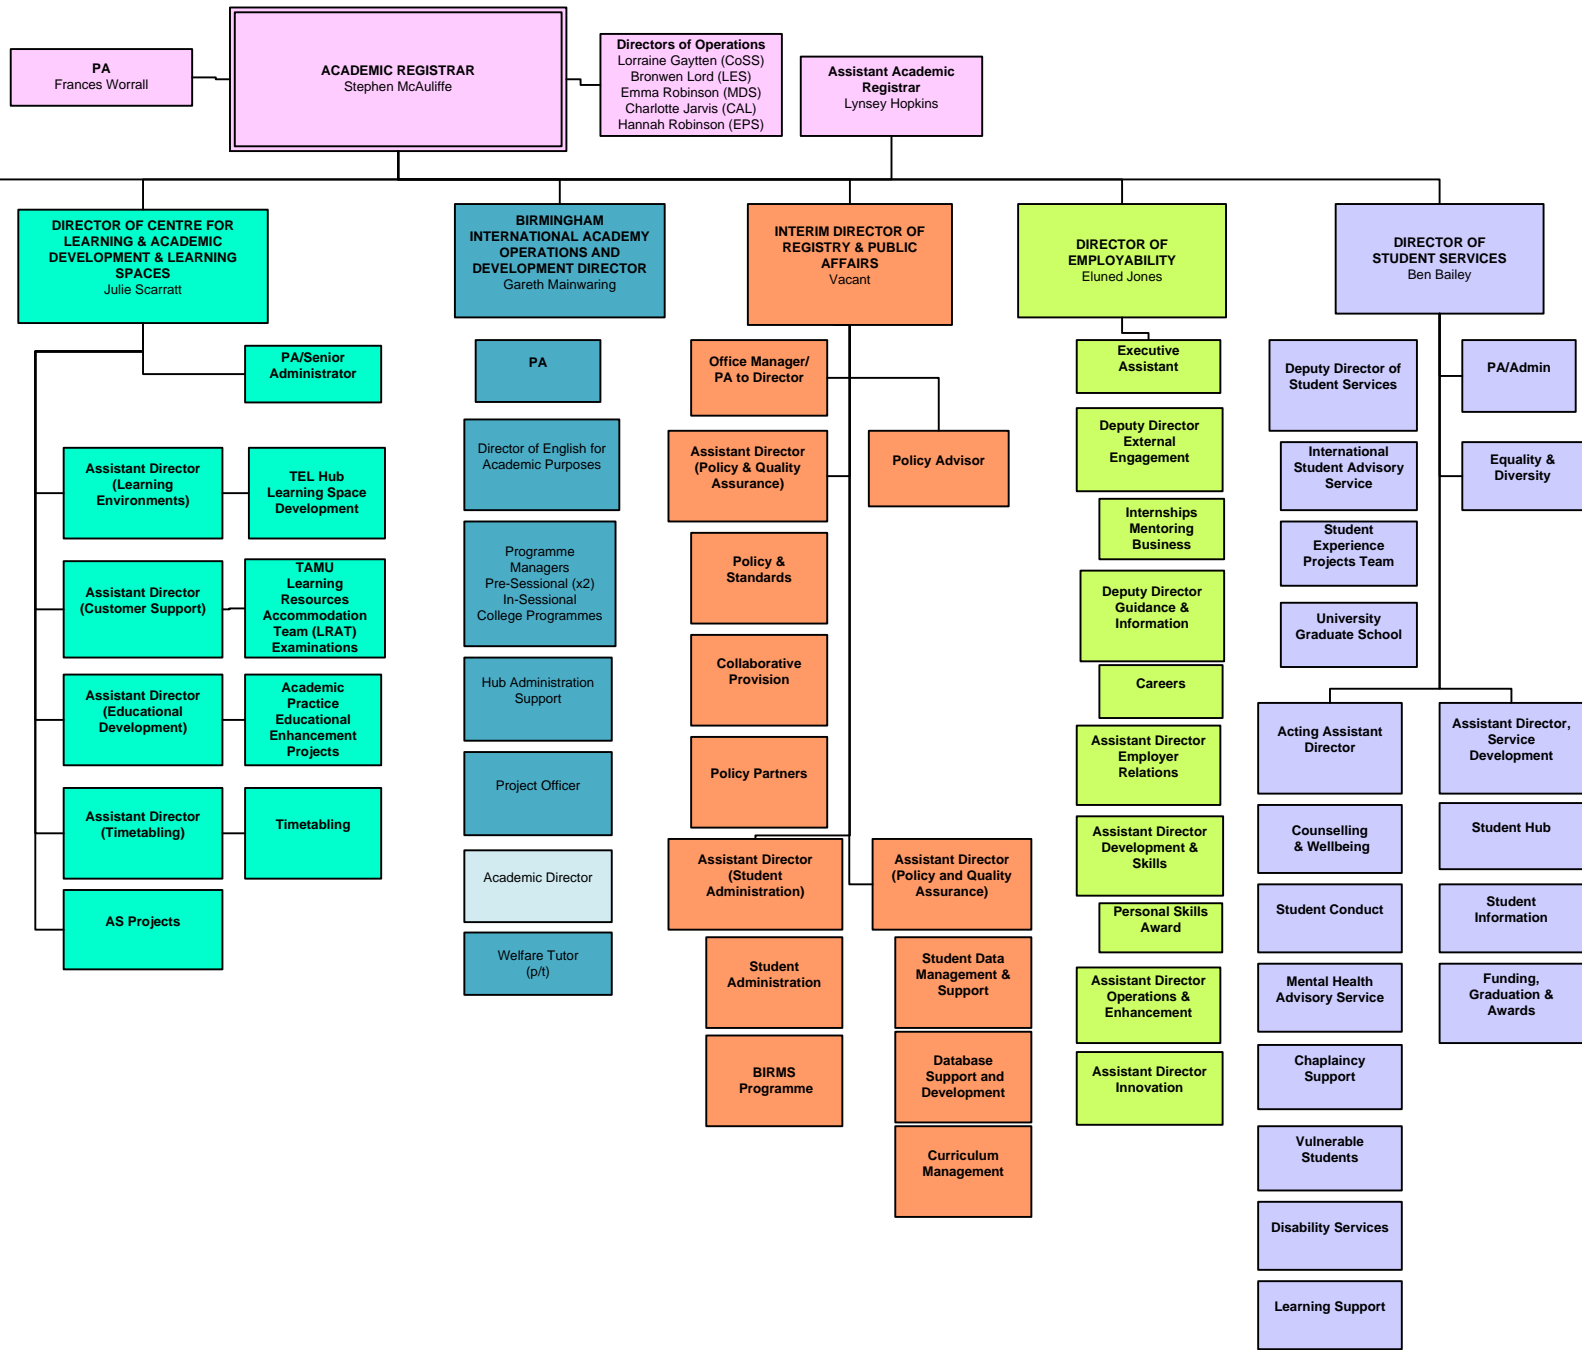 PA
Frances Worrall
ACADEMIC REGISTRAR
Stephen McAuliffe
Directors of Operations
Lorraine Gaytten (CoSS)
Bronwen Lord (LES)
Emma Robinson (MDS)
Charlotte Jarvis (CAL)
Hannah Robinson (EPS)
Assistant Academic
Registrar
Lynsey Hopkins
DIRECTOR OF CENTRE FOR
LEARNING & ACADEMIC
DEVELOPMENT & LEARNING
SPACES
Julie Scarratt
PA/Senior
Administrator
Assistant Director
(Learning
Environments)
TEL Hub
Learning Space
Development
Assistant Director
(Customer Support)
TAMU
Learning
Resources
Accommodation
Team (LRAT)
Examinations
Assistant Director
(Educational
Development)
Academic
Practice
Educational
Enhancement
Projects
Assistant Director
(Timetabling)
Timetabling
AS Projects
BIRMINGHAM
INTERNATIONAL ACADEMY
OPERATIONS AND
DEVELOPMENT DIRECTOR
Gareth Mainwaring
PA
Director of English for
Academic Purposes
Programme
Managers
Pre-Sessional (x2)
In-Sessional
College Programmes
Hub Administration
Support
Project Officer
Academic Director
Welfare Tutor
(p/t)
INTERIM DIRECTOR OF
REGISTRY & PUBLIC
AFFAIRS
Vacant
Office Manager/
PA to Director
Assistant Director
(Policy & Quality
Assurance)
Policy Advisor
Policy &
Standards
Collaborative
Provision
Policy Partners
Assistant Director
(Student
Administration)
Student
Administration
BIRMS
Programme
Assistant Director
(Policy and Quality
Assurance)
Student Data
Management &
Support
Database
Support and
Development
Curriculum
Management
DIRECTOR OF
EMPLOYABILITY
Eluned Jones
Executive
Assistant
Deputy Director
External
Engagement
Internships
Mentoring
Business
Deputy Director
Guidance &
Information
Careers
Assistant Director
Employer
Relations
Assistant Director
Development &
Skills
Personal Skills
Award
Assistant Director
Operations &
Enhancement
Assistant Director
Innovation
DIRECTOR OF
STUDENT SERVICES
Ben Bailey
Deputy Director of
Student Services
PA/Admin
International
Student Advisory
Service
Equality &
Diversity
Student
Experience
Projects Team
University
Graduate School
Acting Assistant
Director
Counselling
& Wellbeing
Student Conduct
Mental Health
Advisory Service
Chaplaincy
Support
Vulnerable
Students
Disability Services
Learning Support
Assistant Director,
Service
Development
Student Hub
Student
Information
Funding,
Graduation &
Awards